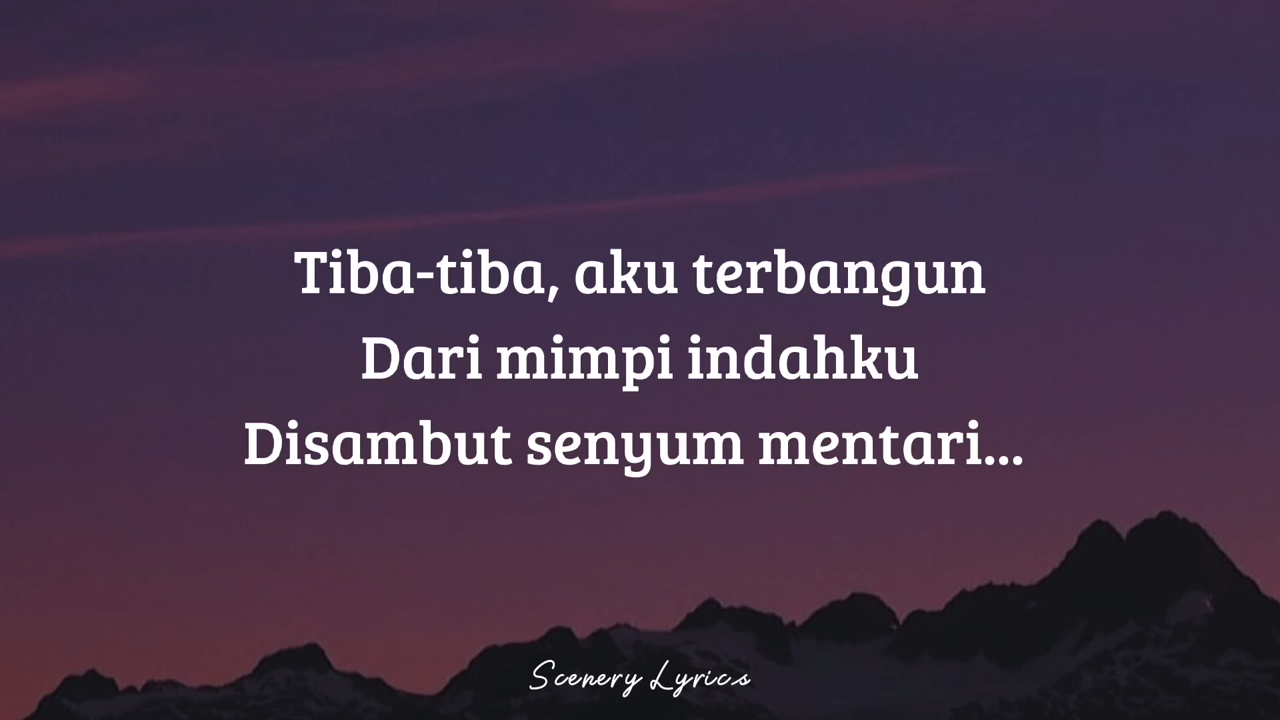 Tiba-tiba, aku terbangun
Dari mimpi indahku
Disambut senyum mentari...
Scenery Lyrics